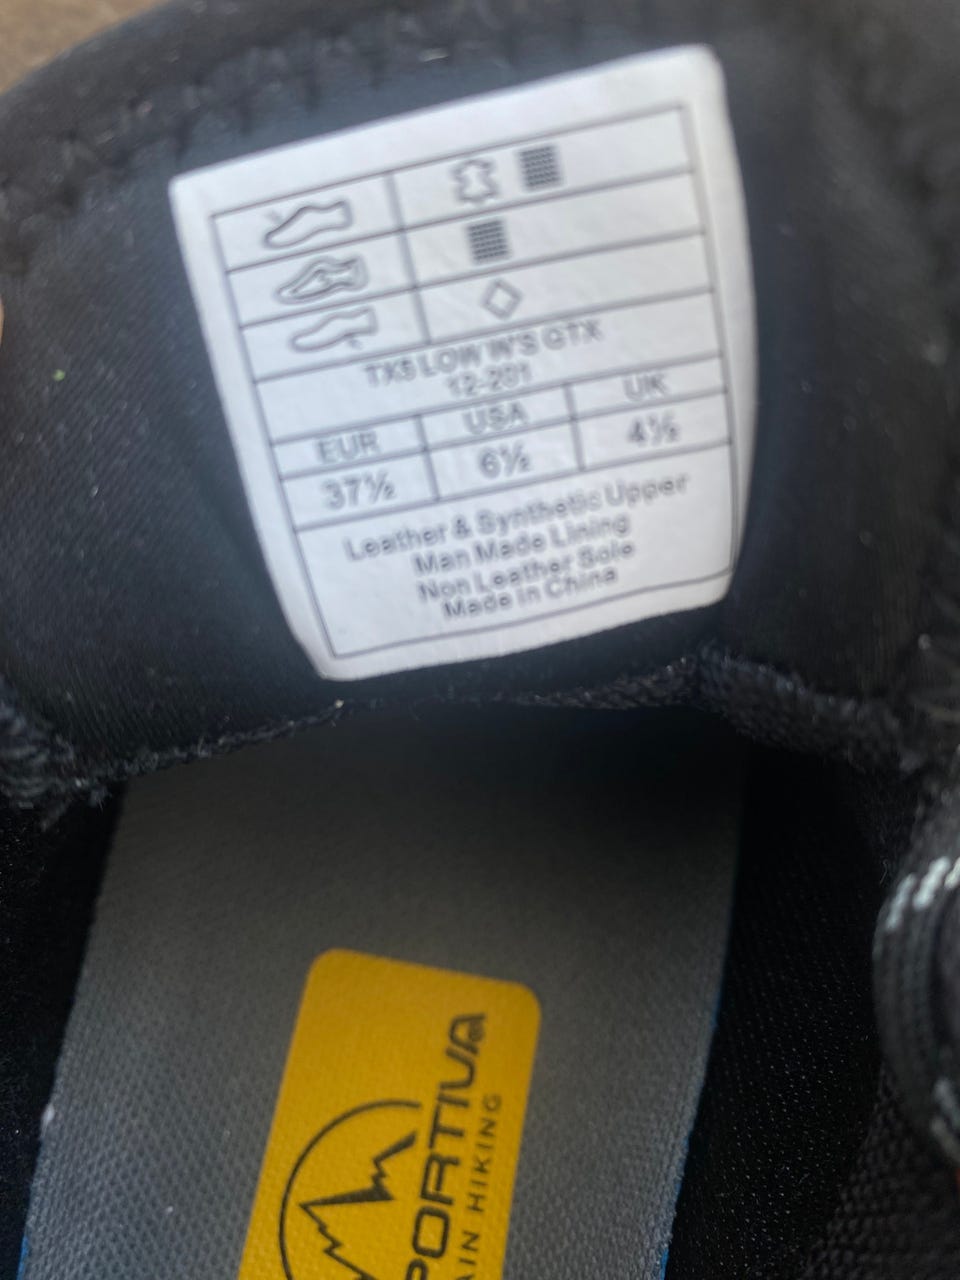 TX5 LOW W'S GTX
12-201
EUR USA UK
37½ 6½ 4½
Leather & Synthetic Upper
Man Made Lining
Non Leather Sole
Made in China
PORTIVA
AIN HIKING